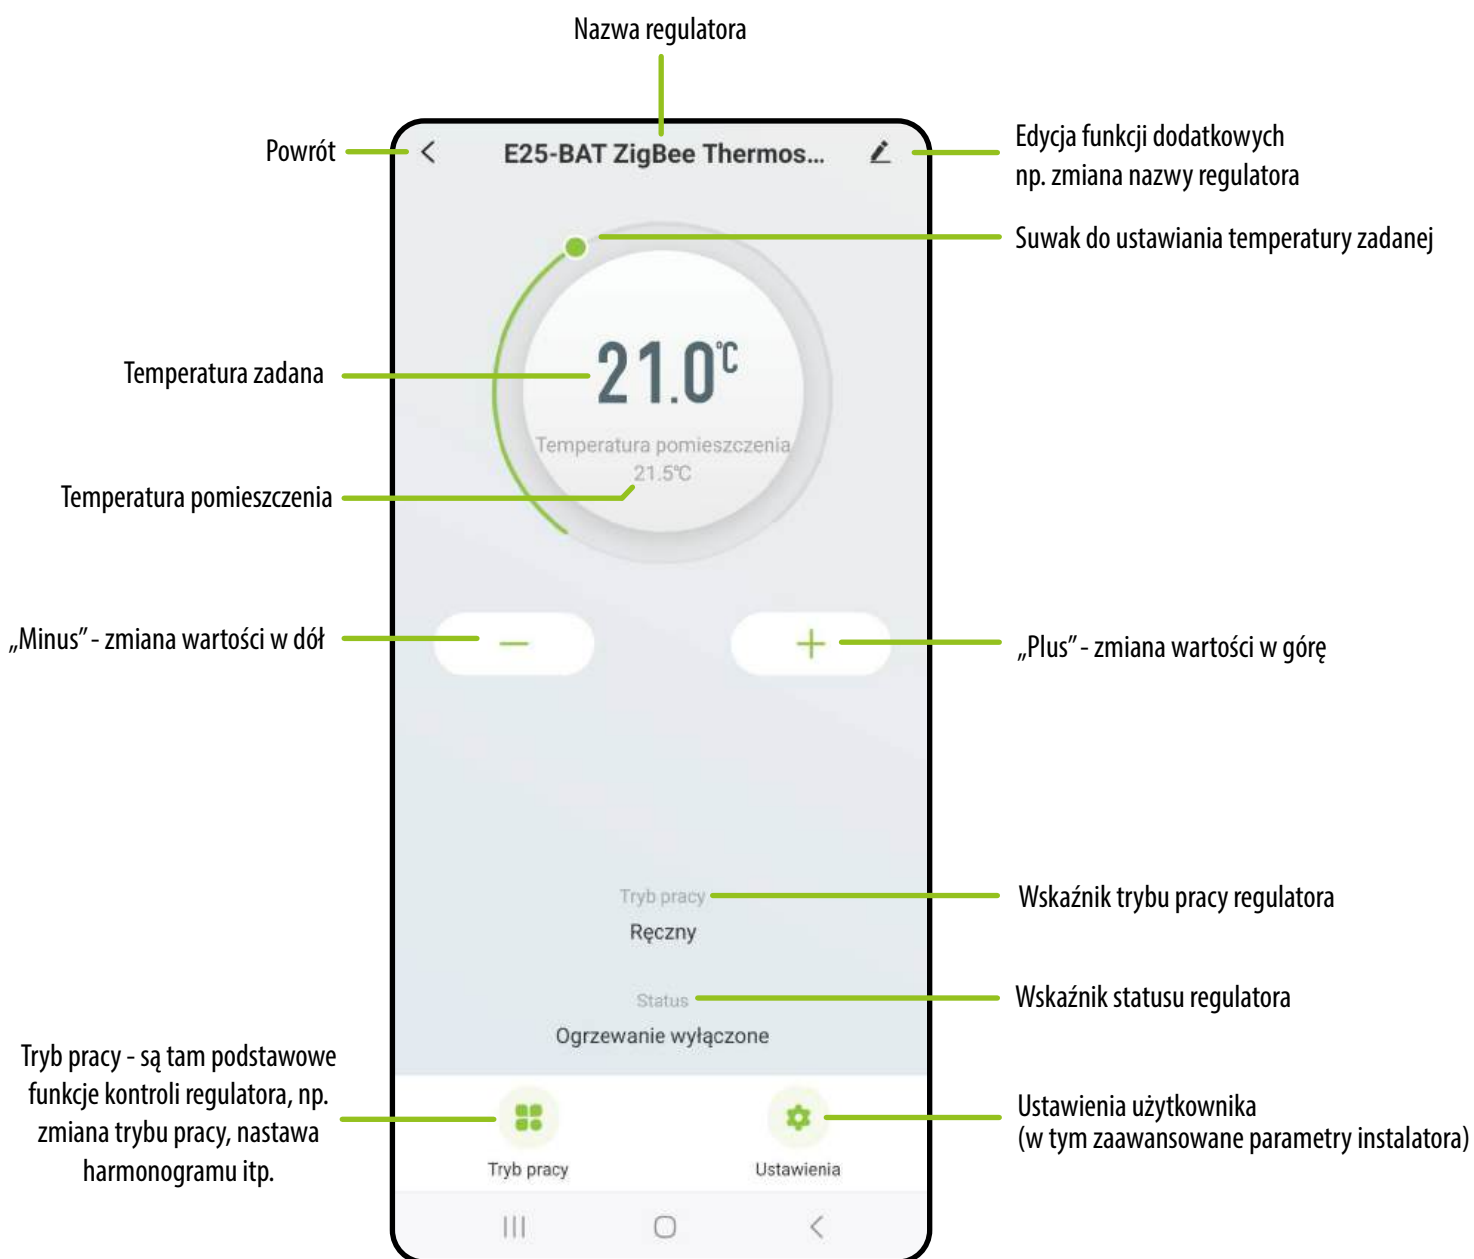 Nazwa regulatora
Powrót
E25-BAT ZigBee Thermos...
Edycja funkcji dodatkowych
np. zmiana nazwy regulatora
Suwak do ustawiania temperatury zadanej
Temperatura zadana
21.0°C
Temperatura pomieszczenia
21.5°C
Temperatura pomieszczenia
„Minus” - zmiana wartości w dół
„Plus” - zmiana wartości w górę
Tryb pracy
Ręczny
Wskaźnik trybu pracy regulatora
Status
Ogrzewanie wyłączone
Wskaźnik statusu regulatora
Tryb pracy - są tam podstawowe
funkcje kontroli regulatora, np.
zmiana trybu pracy, nastawa
harmonogramu itp.
Tryb pracy
Ustawienia
Ustawienia użytkownika
(w tym zaawansowane parametry instalatora)